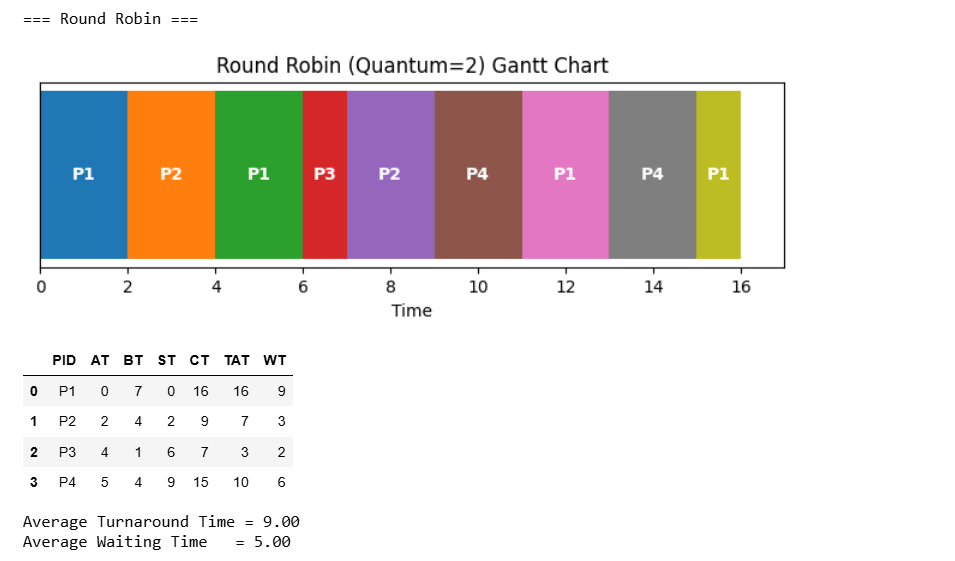 === Round Robin ===
Round Robin (Quantum=2) Gantt Chart
P1 P2 P1 P3 P2 P4 P1 P4 P1
0 2 4 6 8 10 12 14 16
Time
PID AT BT ST CT TAT WT
0 P1 0 7 0 16 16 9
1 P2 2 4 2 9 7 3
2 P3 4 1 6 7 3 2
3 P4 5 4 9 15 10 6
Average Turnaround Time = 9.00
Average Waiting Time = 5.00